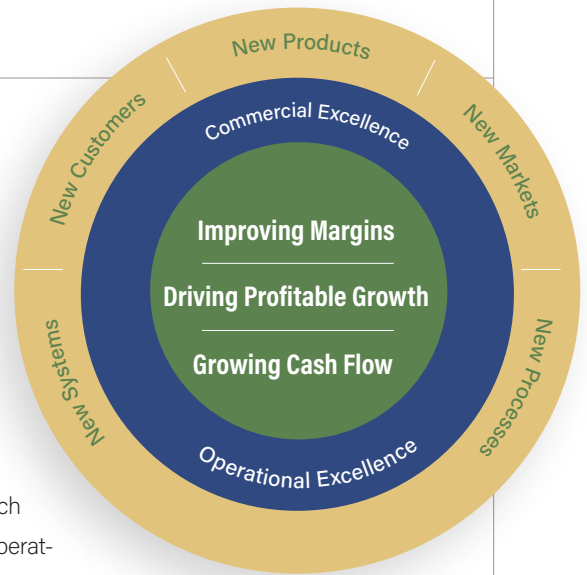 New Products
New Customers
New Markets
Commercial Excellence
Improving Margins
Driving Profitable Growth
Growing Cash Flow
New Systems
New Processes
Operational Excellence